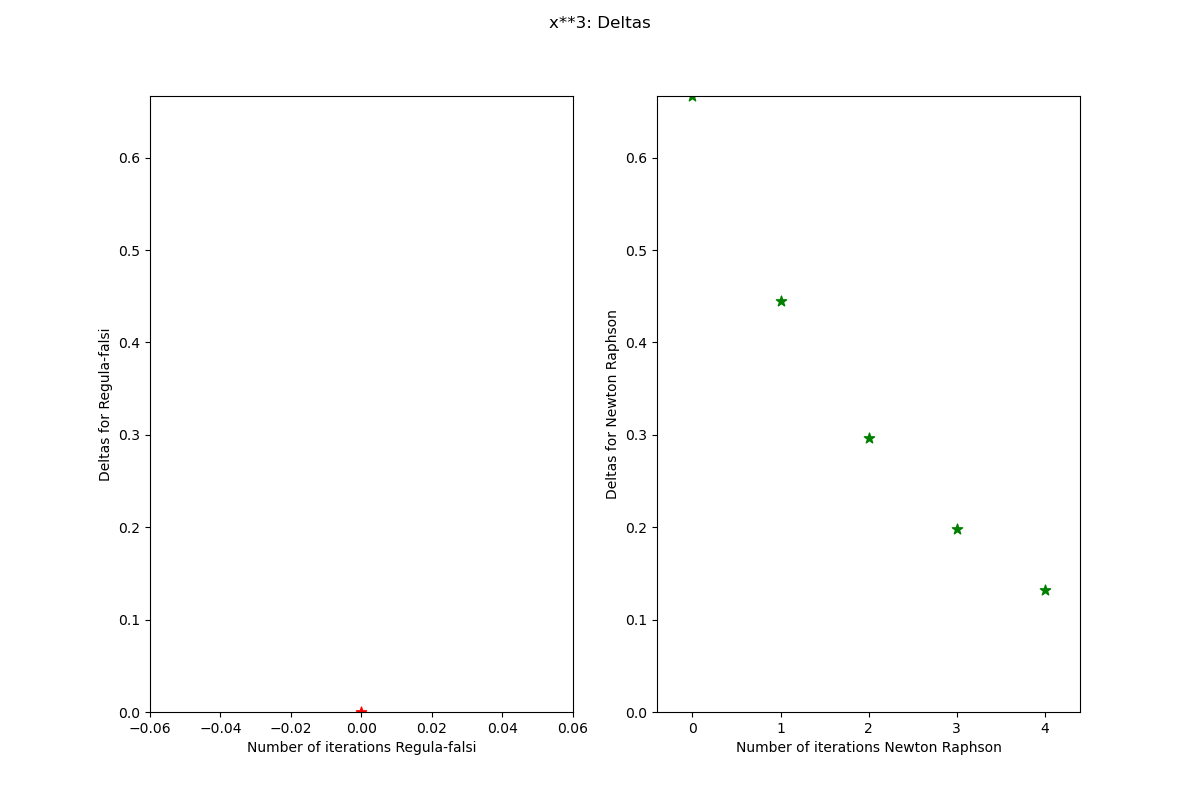 x**3: Deltas
Deltas for Regula-falsi
0.6
0.5
0.4
0.3
0.2
0.1
0.0
−0.06 −0.04 −0.02 0.00 0.02 0.04 0.06
Number of iterations Regula-falsi
Deltas for Newton Raphson
0.6
0.5
0.4
0.3
0.2
0.1
0.0
0 1 2 3 4
Number of iterations Newton Raphson